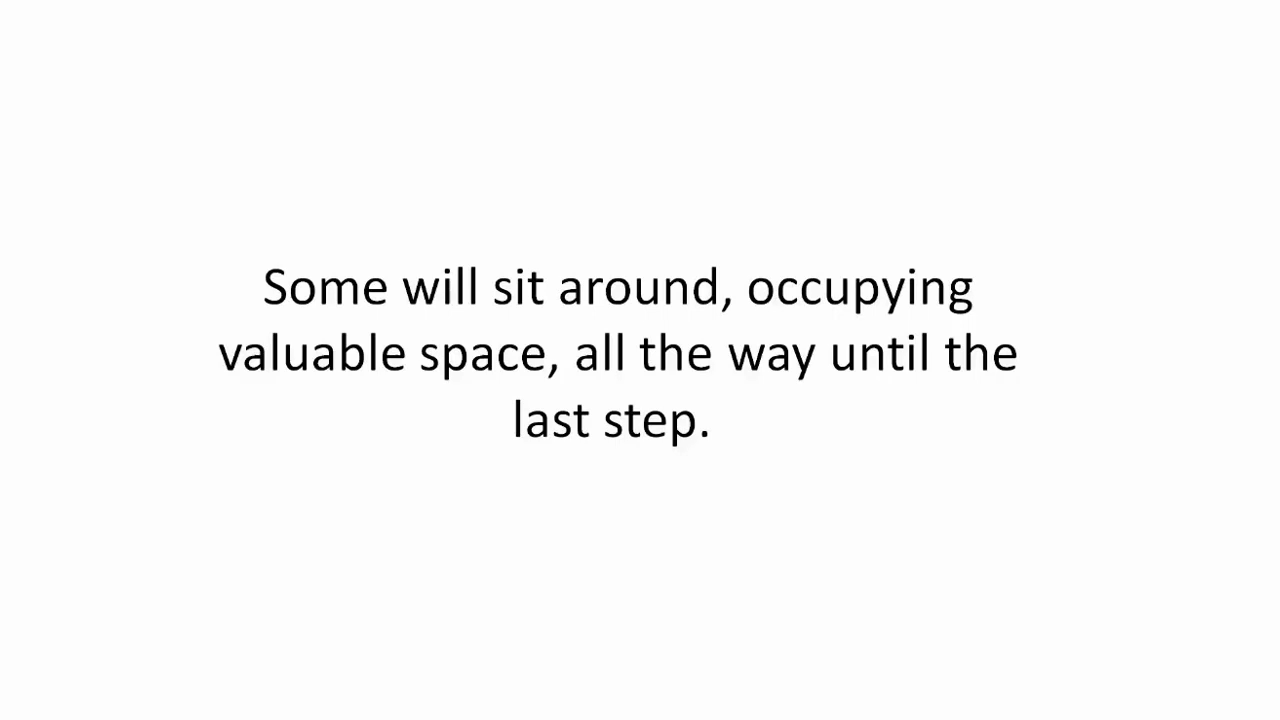 Some will sit around, occupying
valuable space, all the way until the
last step.